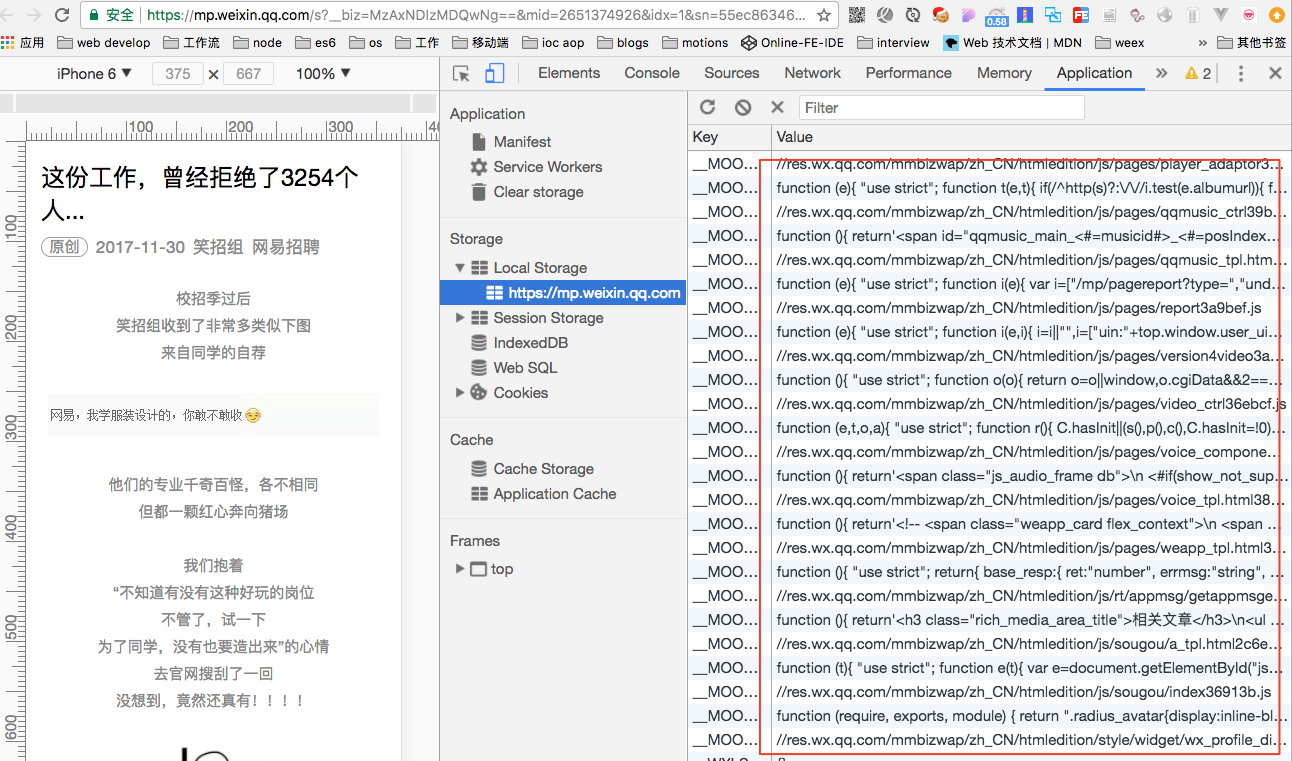 安全 https://mp.weixin.qq.com/s?__biz=MzAxNDIzMDQwNg==&mid=2651374926&idx=1&sn=55ec86346...
0.58
应用 web develop 工作流 node es6 os 工作 移动端 ioc aop blogs motions Online-FE-IDE interview Web 技术文档 | MDN weex » 其他书签
iPhone 6 ▼ 375 × 667 100% ▼
Elements Console Sources Network Performance Memory Application » 2
100 200 300
100
200
300
400
500
600
这份工作，曾经拒绝了3254个
人...
原创 2017-11-30 笑招组 网易招聘
校招季过后
笑招组收到了非常多类似下图
来自同学的自荐
网易，我学服装设计的，你敢不敢收
他们的专业千奇百怪，各不相同
但都一颗红心奔向猪场
我们抱着
“不知道有没有这种好玩的岗位
不管了，试一下
为了同学，没有也要造出来”的心情
去官网搜刮了一回
没想到，竟然还真有！！！！
Application
Manifest
Service Workers
Clear storage
Storage
Local Storage
https://mp.weixin.qq.com
Session Storage
IndexedDB
Web SQL
Cookies
Cache
Cache Storage
Application Cache
Frames
top
Filter
Key Value
__MOO... //res.wx.qq.com/mmbizwap/zh_CN/htmledition/js/pages/player_adaptor3...
__MOO... function (e){ "use strict"; function t(e,t){ if(/^http(s)?:\/\//i.test(e.albumurl)){ f...
__MOO... //res.wx.qq.com/mmbizwap/zh_CN/htmledition/js/pages/qqmusic_ctrl39b...
__MOO... function (){ return'<span id="qqmusic_main_<#=musicid#>_<#=posIndex...
__MOO... //res.wx.qq.com/mmbizwap/zh_CN/htmledition/js/pages/qqmusic_tpl.htm...
__MOO... function (e){ "use strict"; function i(e){ var i=["/mp/pagereport?type=","und...
__MOO... //res.wx.qq.com/mmbizwap/zh_CN/htmledition/js/pages/report3a9bef.js
__MOO... function (e){ "use strict"; function i(e,i){ i=i||"",i=["uin:"+top.window.user_ui...
__MOO... //res.wx.qq.com/mmbizwap/zh_CN/htmledition/js/pages/version4video3a...
__MOO... function (){ "use strict"; function o(o){ return o=o||window,o.cgiData&&2==...
__MOO... //res.wx.qq.com/mmbizwap/zh_CN/htmledition/js/pages/video_ctrl36ebcf.js
__MOO... function (e,t,o,a){ "use strict"; function r(){ C.hasInit||(s(),p(),c(),C.hasInit=!0)...
__MOO... //res.wx.qq.com/mmbizwap/zh_CN/htmledition/js/pages/voice_compone...
__MOO... function (){ return'<span class="js_audio_frame db">\n <#if(show_not_sup...
__MOO... //res.wx.qq.com/mmbizwap/zh_CN/htmledition/js/pages/voice_tpl.html38...
__MOO... function (){ return'<!-- <span class="weapp_card flex_context">\n <span ...
__MOO... //res.wx.qq.com/mmbizwap/zh_CN/htmledition/js/pages/weapp_tpl.html3...
__MOO... function (){ "use strict"; return{ base_resp:{ ret:"number", errmsg:"string", ...
__MOO... //res.wx.qq.com/mmbizwap/zh_CN/htmledition/js/rt/appmsg/getappmsge...
__MOO... function (){ return'<h3 class="rich_media_area_title">相关文章</h3>\n<ul ...
__MOO... //res.wx.qq.com/mmbizwap/zh_CN/htmledition/js/sougou/a_tpl.html2c6e...
__MOO... function (t){ "use strict"; function e(t){ var e=document.getElementById("js...
__MOO... //res.wx.qq.com/mmbizwap/zh_CN/htmledition/js/sougou/index36913b.js
__MOO... function (require, exports, module) { return ".radius_avatar{display:inline-bl...
__MOO... //res.wx.qq.com/mmbizwap/zh_CN/htmledition/style/widget/wx_profile_di...